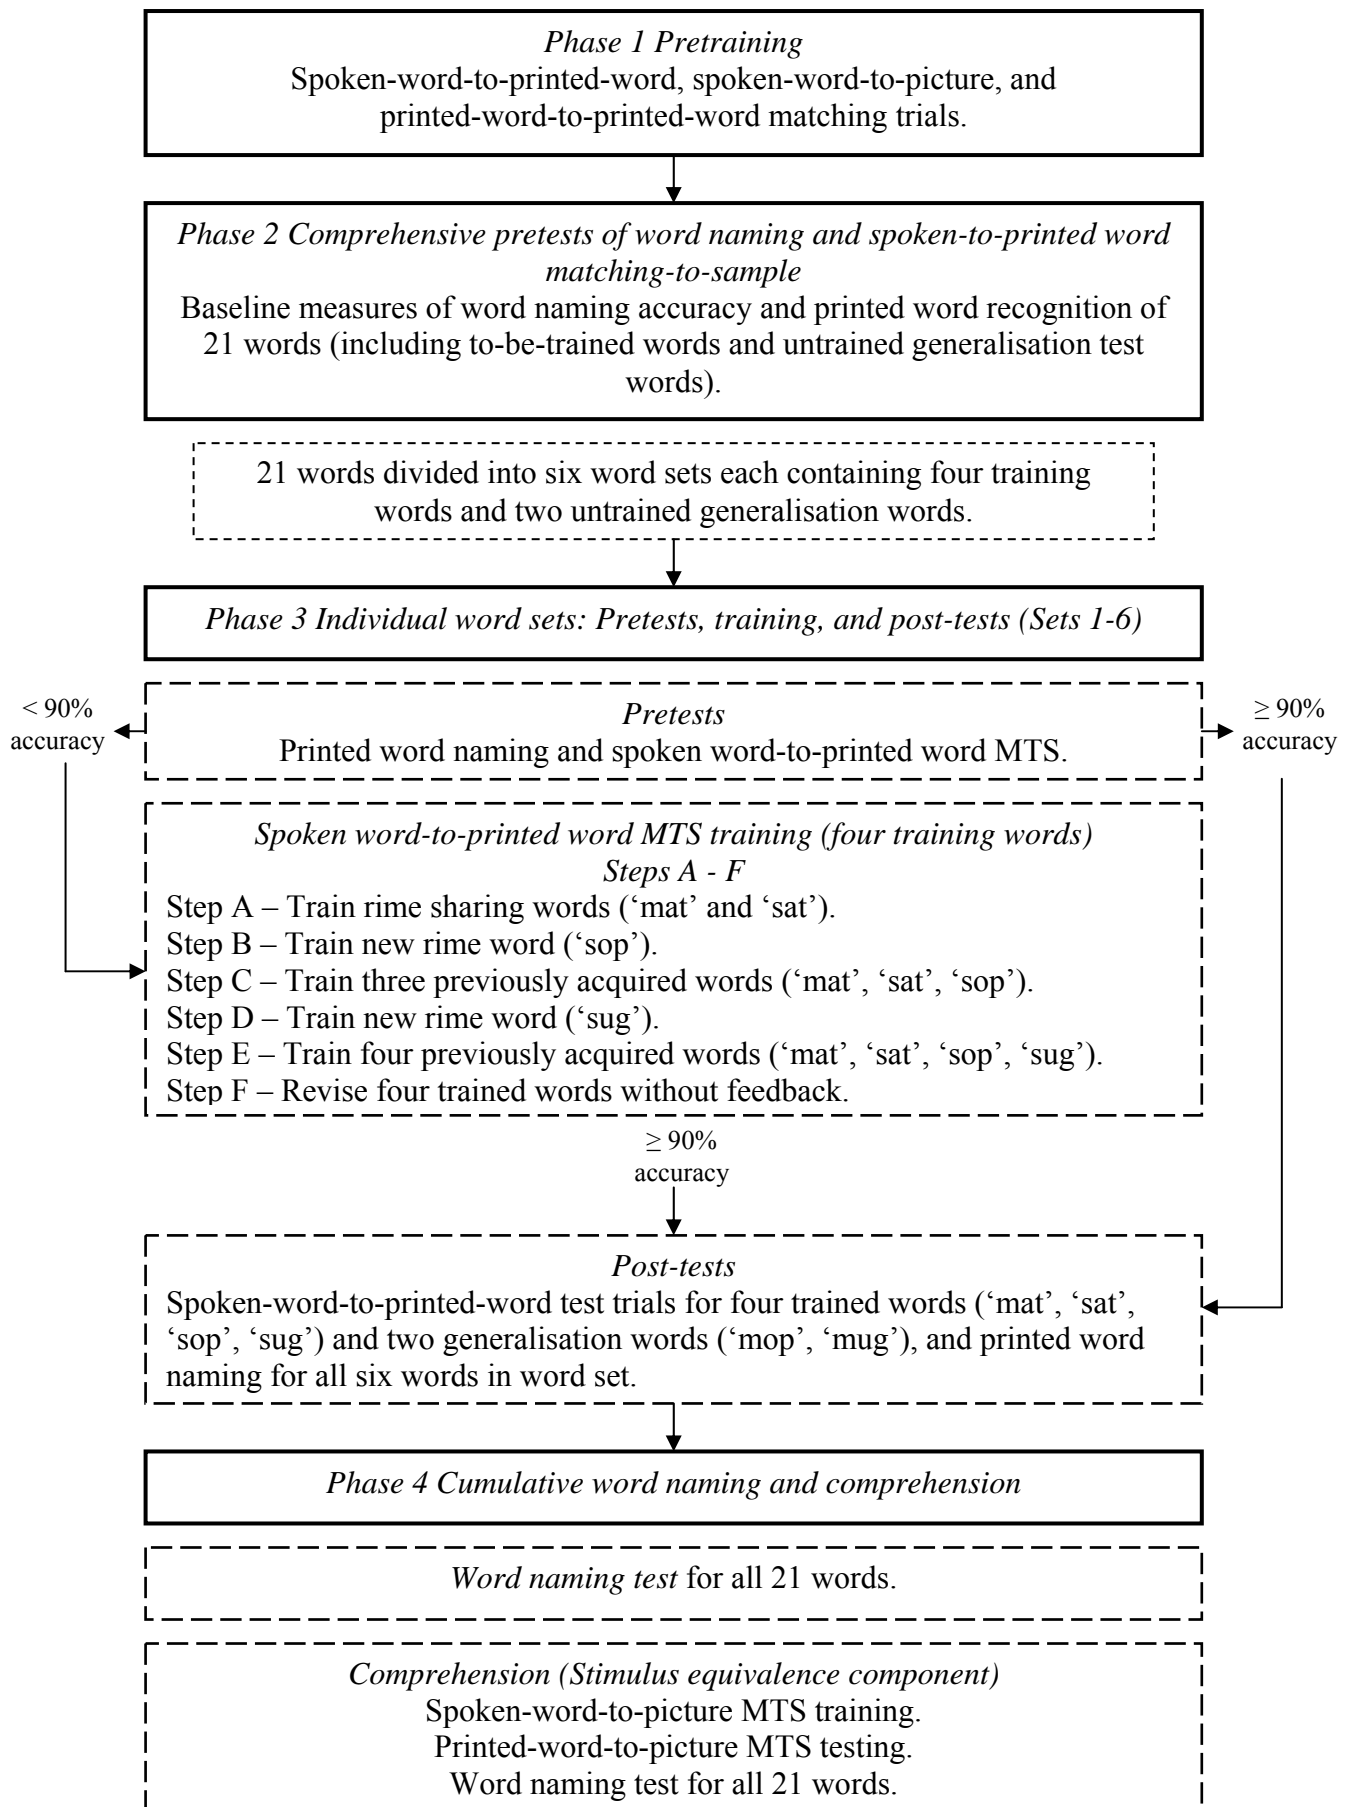 Phase 1 Pretraining
Spoken-word-to-printed-word, spoken-word-to-picture, and
printed-word-to-printed-word matching trials.
Phase 2 Comprehensive pretests of word naming and spoken-to-printed word
matching-to-sample
Baseline measures of word naming accuracy and printed word recognition of
21 words (including to-be-trained words and untrained generalisation test
words).
21 words divided into six word sets each containing four training
words and two untrained generalisation words.
Phase 3 Individual word sets: Pretests, training, and post-tests (Sets 1-6)
< 90%
accuracy
Pretests
Printed word naming and spoken word-to-printed word MTS.
≥ 90%
accuracy
Spoken word-to-printed word MTS training (four training words)
Steps A - F
Step A – Train rime sharing words (‘mat’ and ‘sat’).
Step B – Train new rime word (‘sop’).
Step C – Train three previously acquired words (‘mat’, ‘sat’, ‘sop’).
Step D – Train new rime word (‘sug’).
Step E – Train four previously acquired words (‘mat’, ‘sat’, ‘sop’, ‘sug’).
Step F – Revise four trained words without feedback.
≥ 90%
accuracy
Post-tests
Spoken-word-to-printed-word test trials for four trained words (‘mat’, ‘sat’,
‘sop’, ‘sug’) and two generalisation words (‘mop’, ‘mug’), and printed word
naming for all six words in word set.
Phase 4 Cumulative word naming and comprehension
Word naming test for all 21 words.
Comprehension (Stimulus equivalence component)
Spoken-word-to-picture MTS training.
Printed-word-to-picture MTS testing.
Word naming test for all 21 words.